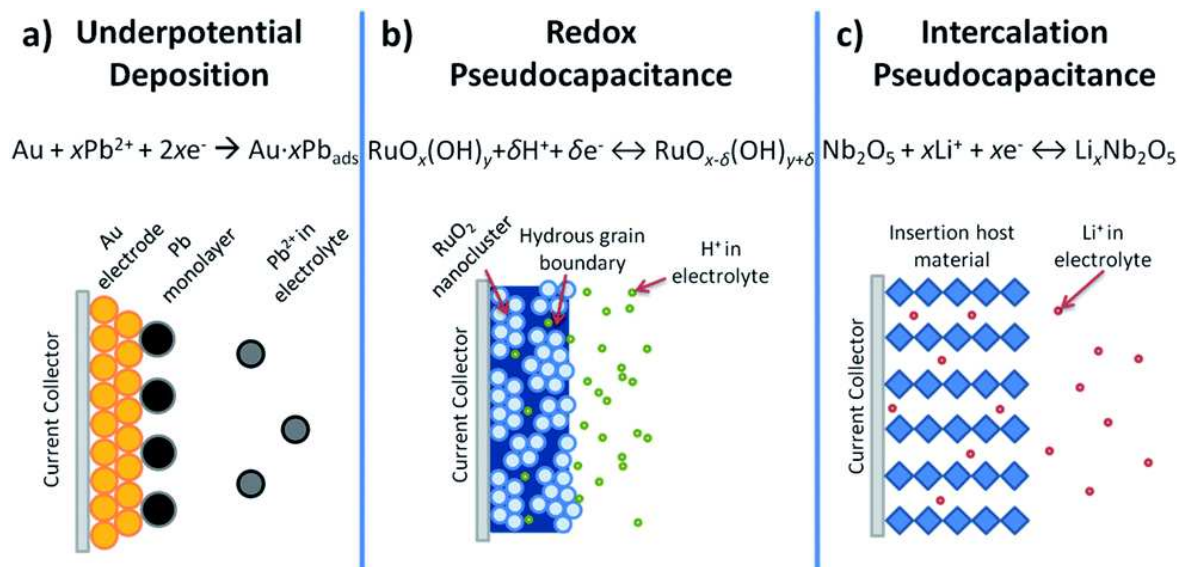 a) Underpotential
Deposition
Au + xPb²⁺ + 2xe⁻ → Au·xPb_ads
Au
electrode
Pb
monolayer
Pb²⁺ in
electrolyte
Current Collector
b) Redox
Pseudocapacitance
RuOₓ(OH)ᵧ+δH⁺ + δe⁻ ↔ RuOₓ₋δ(OH)ᵧ₊δ
RuO₂
nanocluster
Hydrous grain
boundary
H⁺ in
electrolyte
Current Collector
c) Intercalation
Pseudocapacitance
Nb₂O₅ + xLi⁺ + xe⁻ ↔ LiₓNb₂O₅
Insertion host
material
Li⁺ in
electrolyte
Current Collector